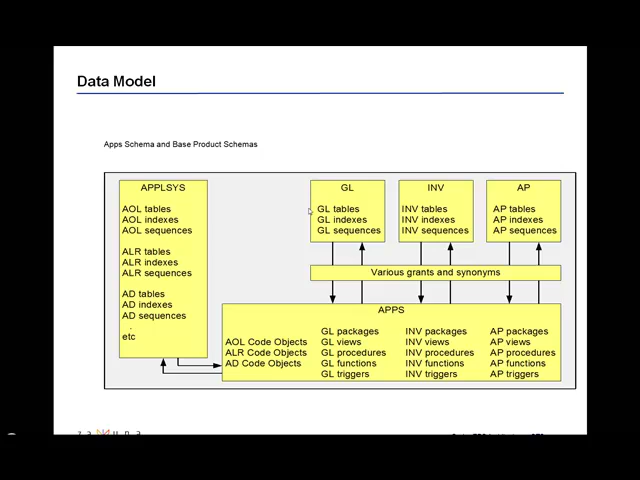 Data Model
Apps Schema and Base Product Schemas
APPLSYS
AOL tables
AOL indexes
AOL sequences
ALR tables
ALR indexes
ALR sequences
AD tables
AD indexes
AD sequences
.
etc
GL
GL tables
GL indexes
GL sequences
INV
INV tables
INV indexes
INV sequences
AP
AP tables
AP indexes
AP sequences
Various grants and synonyms
APPS
AOL Code Objects
ALR Code Objects
AD Code Objects
GL packages
GL views
GL procedures
GL functions
GL triggers
INV packages
INV views
INV procedures
INV functions
INV triggers
AP packages
AP views
AP procedures
AP functions
AP triggers